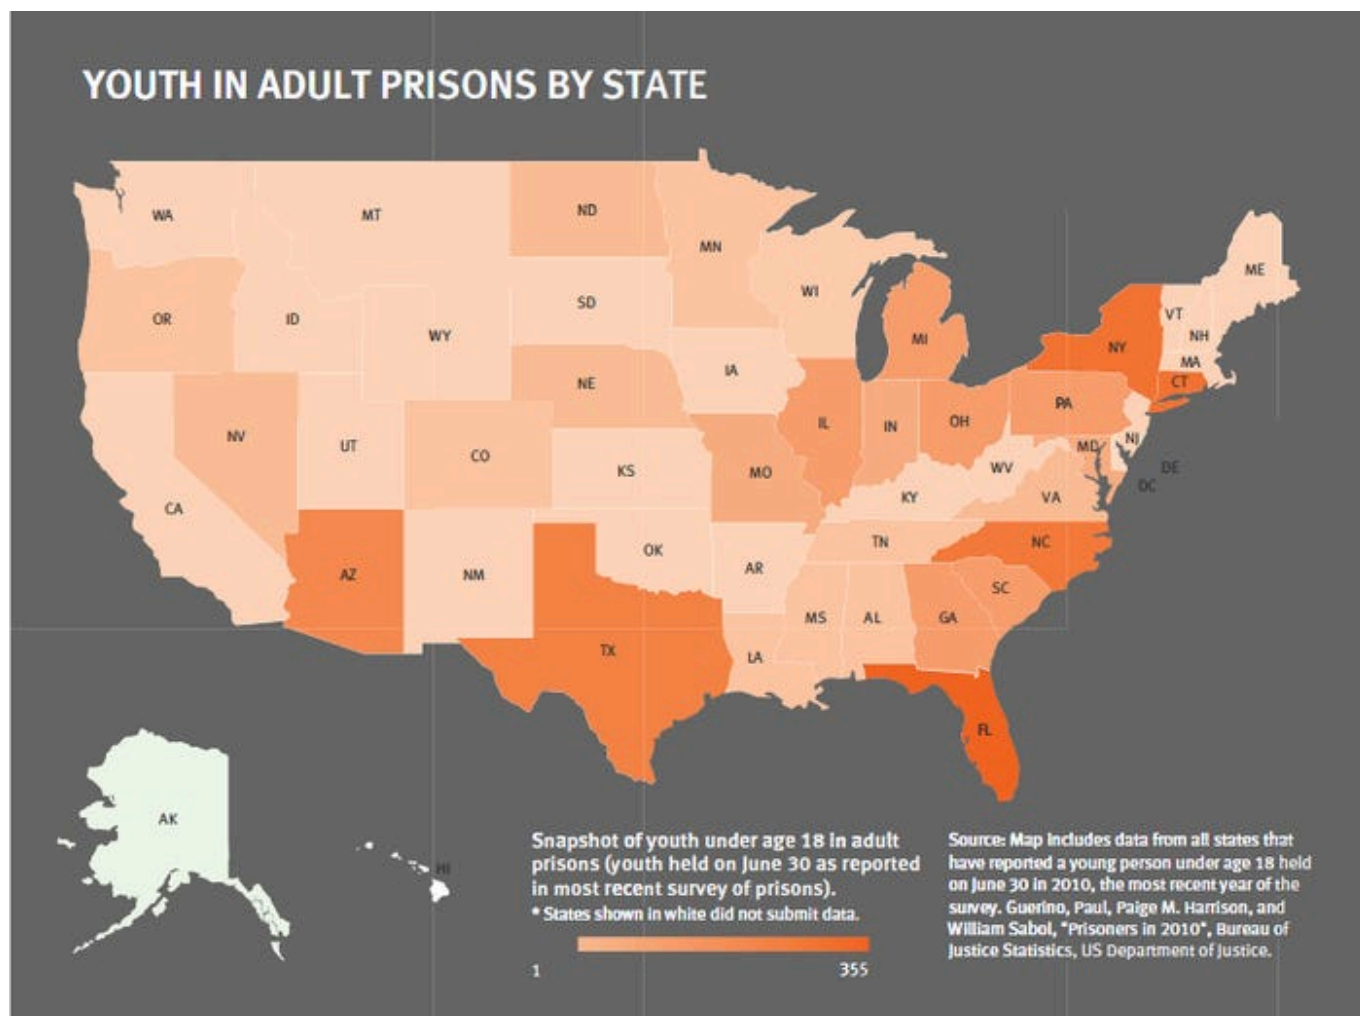 YOUTH IN ADULT PRISONS BY STATE
WA
MT
ND
MN
OR
ID
WY
SD
WI
MI
ME
VT
NH
NY
MA
CT
NE
IA
PA
NV
UT
CO
KS
MO
IL
IN
OH
NJ
MD
DE
DC
WV
VA
KY
CA
AZ
NM
OK
AR
TN
NC
SC
TX
LA
MS
AL
GA
FL
AK
HI
Snapshot of youth under age 18 in adult
prisons (youth held on June 30 as reported
in most recent survey of prisons).
* States shown in white did not submit data.
1
355
Source: Map includes data from all states that
have reported a young person under age 18 held
on June 30 in 2010, the most recent year of the
survey. Guerino, Paul, Paige M. Harrison, and
William Sabol, "Prisoners in 2010", Bureau of
Justice Statistics, US Department of Justice.